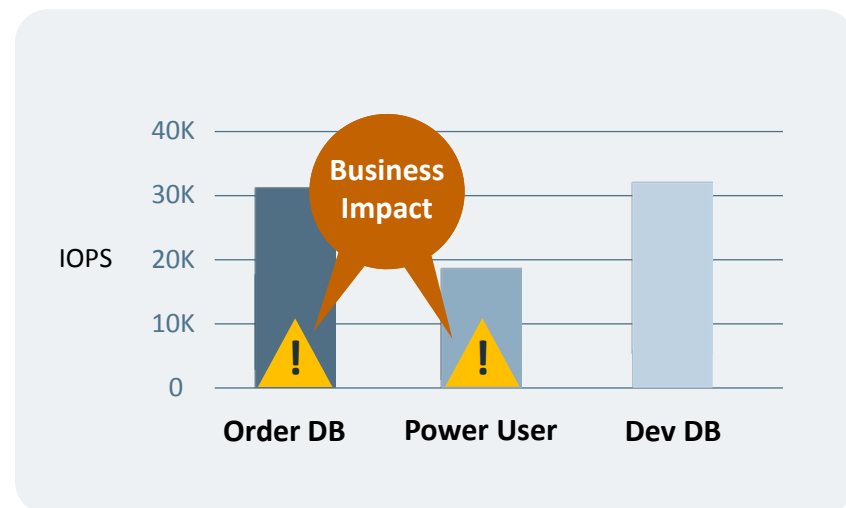 40K
Business
Impact
30K
IOPS
20K
10K
0
!
!
Order DB
Power User
Dev DB